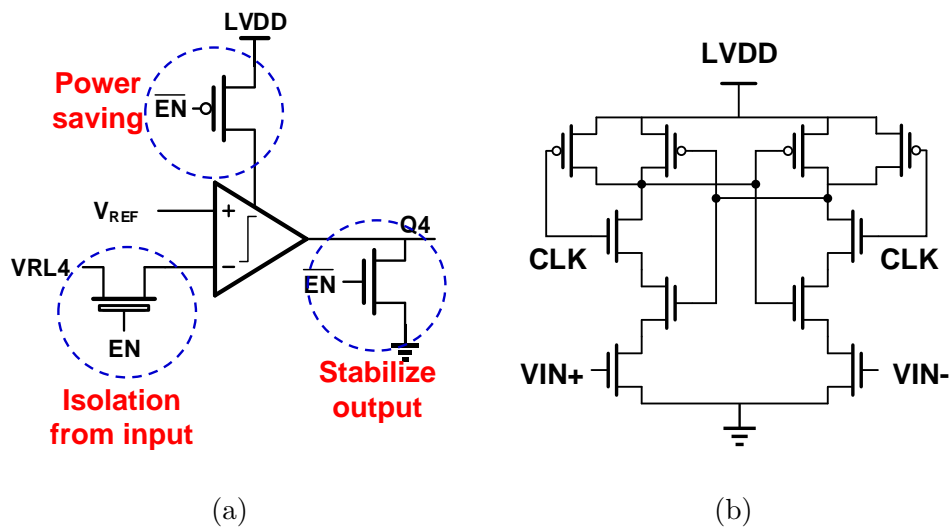 LVDD
Power
saving
EN
VREF
+
Q4
VRL4
−
EN
EN
Isolation
from input
Stabilize
output
(a)
LVDD
CLK
CLK
VIN+
VIN-
(b)